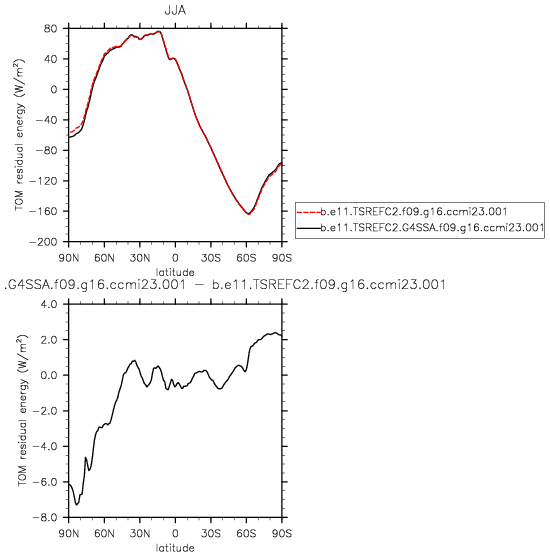 JJA
TOM residual energy (W/m²)
80
40
0
-40
-80
-120
-160
-200
90N 60N 30N 0 30S 60S 90S
latitude
b.e11.TSREFC2.f09.g16.ccmi23.001
b.e11.TSREFC2.G4SSA.f09.g16.ccmi23.001
.G4SSA.f09.g16.ccmi23.001 - b.e11.TSREFC2.f09.g16.ccmi23.001
TOM residual energy (W/m²)
4.0
2.0
0.0
-2.0
-4.0
-6.0
-8.0
90N 60N 30N 0 30S 60S 90S
latitude